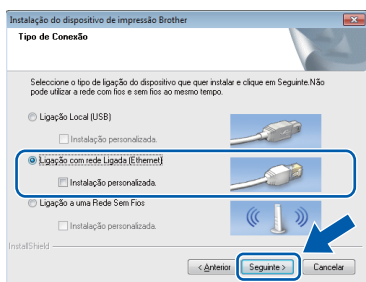 Instalação do dispositivo de impressão Brother
Tipo de Conexão
Seleccione o tipo de ligação do dispositivo que quer instalar e clique em Seguinte.Não
pode utilizar a rede com fios e sem fios ao mesmo tempo.
Ligação Local (USB)
Instalação personalizada.
Ligação com rede Ligada (Ethernet)
Instalação personalizada.
Ligação a uma Rede Sem Fios
Instalação personalizada.
InstallShield
< Anterior
Seguinte >
Cancelar